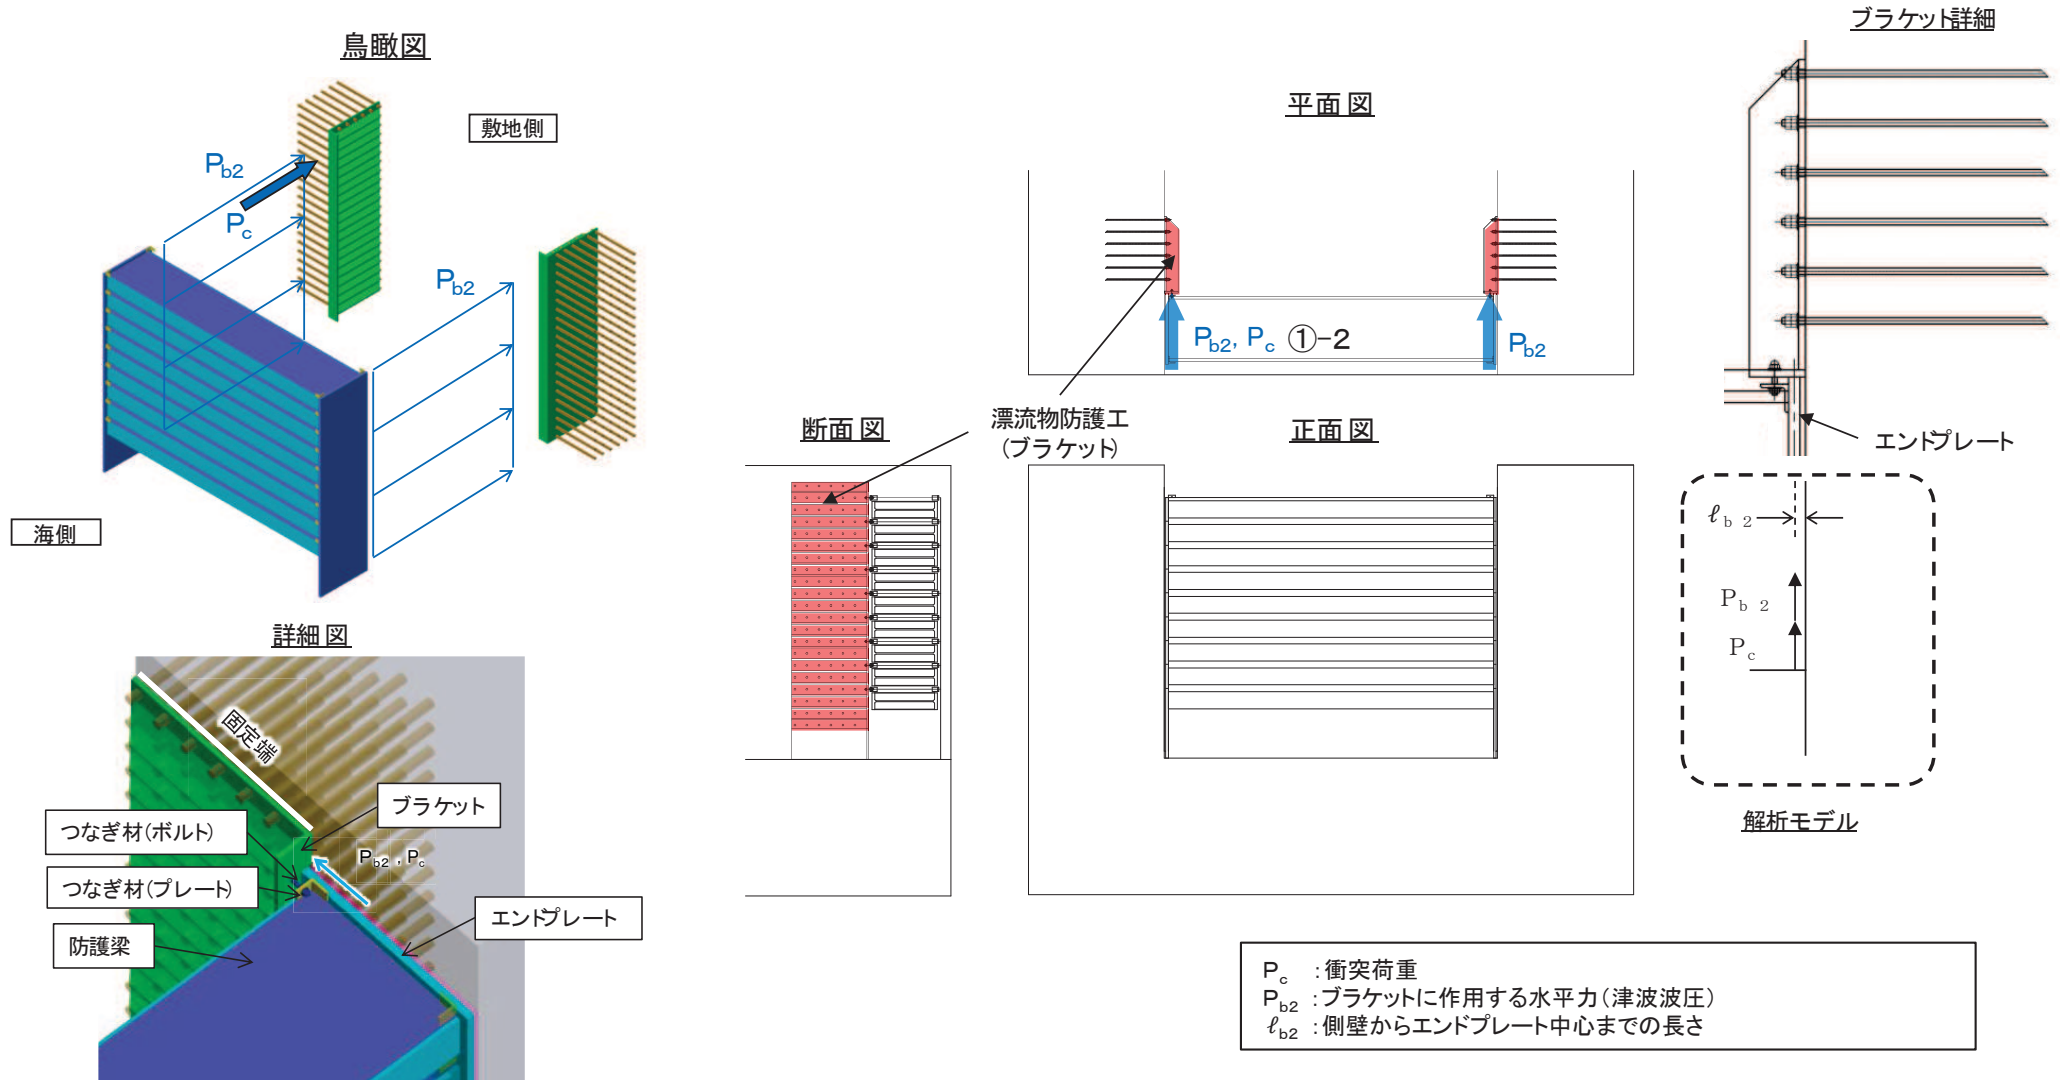 鳥瞰図
敷地側
Pb2
Pc
Pb2
海側
詳細図
固定端
ブラケット
つなぎ材(ボルト)
Pb2 , Pc
つなぎ材(プレート)
エンドプレート
防護梁
平面図
Pb2, Pc ①-2
Pb2
漂流物防護工
(ブラケット)
断面図
正面図
ブラケット詳細
エンドプレート
ℓb2
Pb2
Pc
解析モデル
Pc :衝突荷重
Pb2 :ブラケットに作用する水平力(津波波圧)
ℓb2 :側壁からエンドプレート中心までの長さ